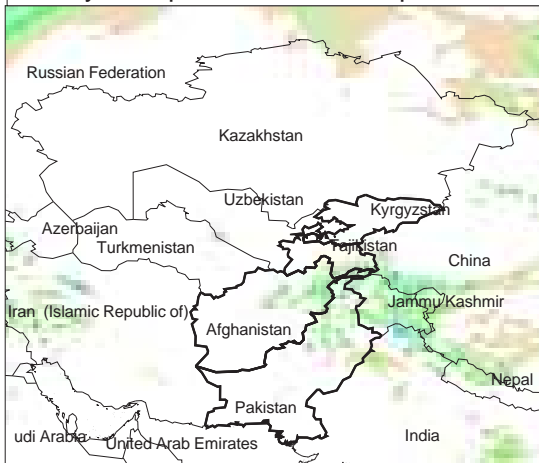 Russian Federation
Kazakhstan
Uzbekistan
Kyrgyzstan
Azerbaijan
Turkmenistan
Tajikistan
China
Iran (Islamic Republic of)
Jammu Kashmir
Afghanistan
Nepal
Pakistan
udi Arabia
United Arab Emirates
India